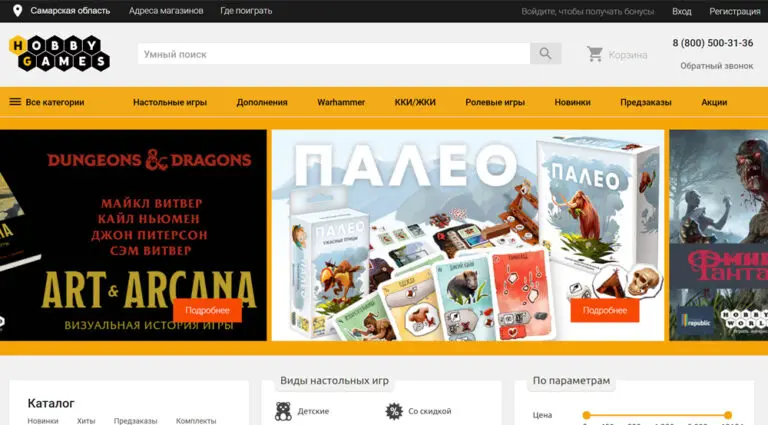 Самарская область
Адреса магазинов
Где поиграть
Войдите, чтобы получать бонусы
Вход
Регистрация
HOBBY
GAMES
Умный поиск
Корзина
8 (800) 500-31-36
Обратный звонок
Все категории
Настольные игры
Дополнения
Warhammer
ККИ/ЖКИ
Ролевые игры
Новинки
Предзаказы
Акции
DUNGEONS & DRAGONS
МАЙКЛ ВИТВЕР
КАЙЛ НЬЮМЕН
ДЖОН ПИТЕРСОН
СЭМ ВИТВЕР
ART & ARCANA
ВИЗУАЛЬНАЯ ИСТОРИЯ ИГРЫ
Подробнее
ПАЛЕО
ПАЛЕО
ПАЛЕО
Подробнее
republic
HOBBY
WORLD
Каталог
Новинки
Хиты
Предзаказы
Комплекты
Виды настольных игр
Детские
Со скидкой
По параметрам
Цена